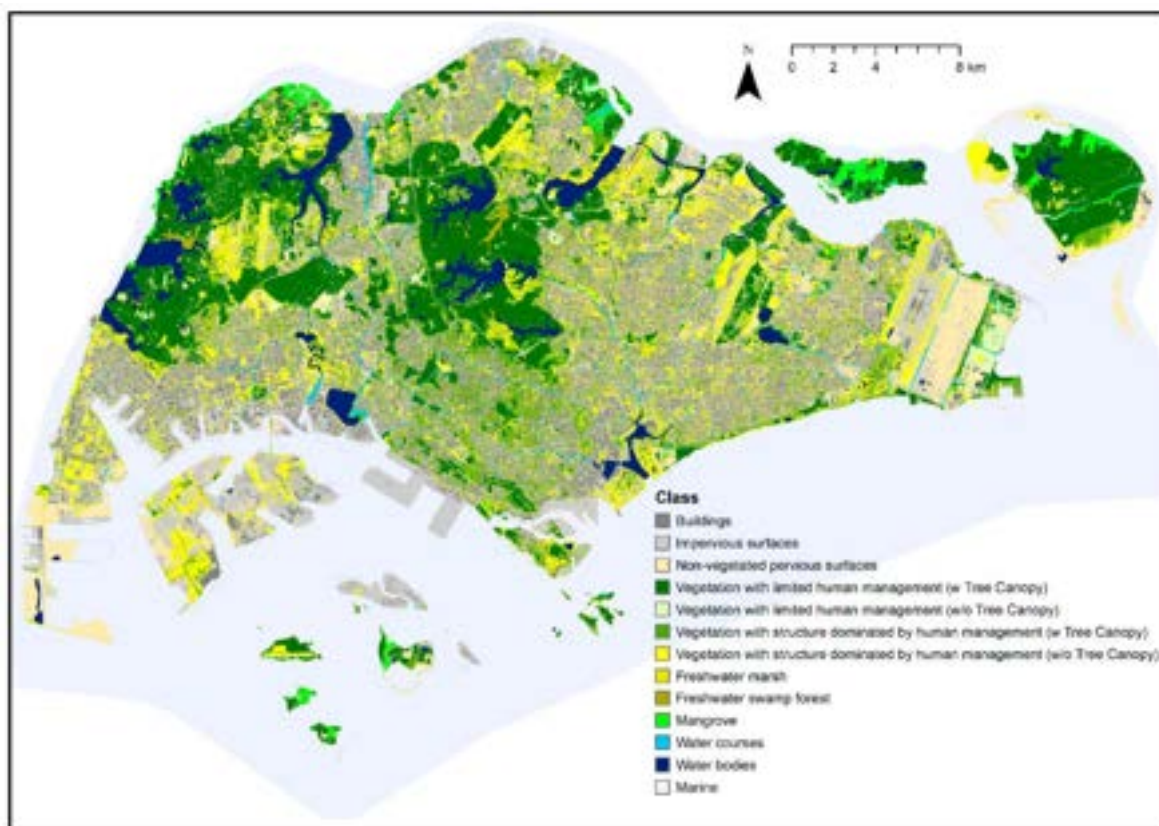 N
0 2 4 8 km
Class
Buildings
Impervious surfaces
Non-vegetated pervious surfaces
Vegetation with limited human management (w Tree Canopy)
Vegetation with limited human management (w/o Tree Canopy)
Vegetation with structure dominated by human management (w Tree Canopy)
Vegetation with structure dominated by human management (w/o Tree Canopy)
Freshwater marsh
Freshwater swamp forest
Mangrove
Water courses
Water bodies
Marine